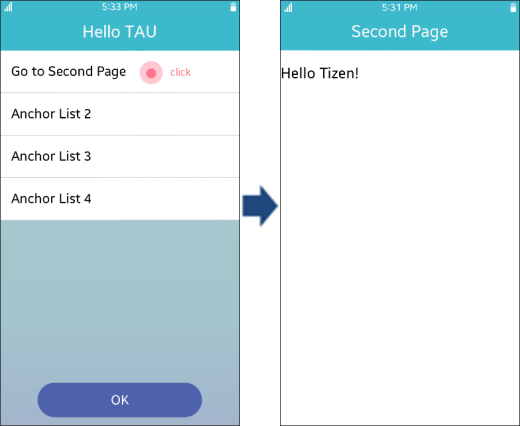 5:33 PM
Hello TAU
Go to Second Page
click
Anchor List 2
Anchor List 3
Anchor List 4
OK
5:31 PM
Second Page
Hello Tizen!